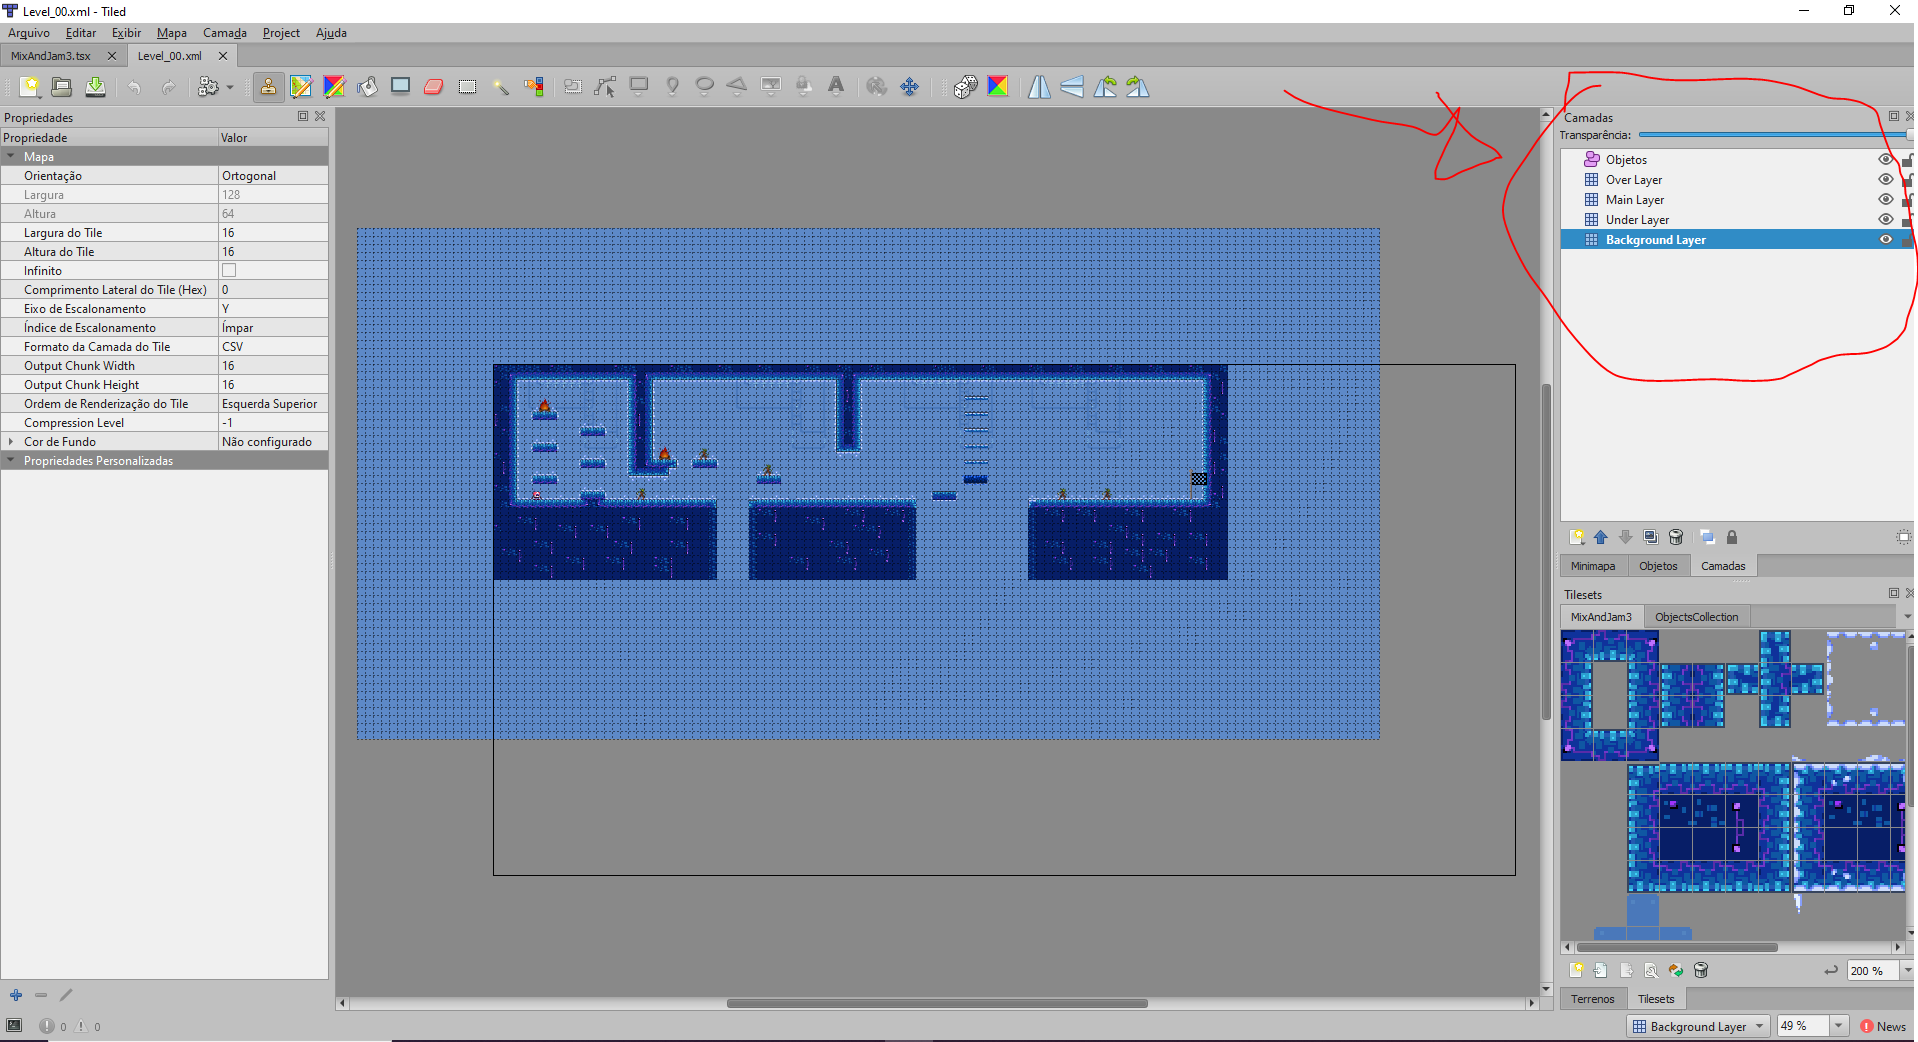 Level_00.xml - Tiled
Arquivo Editar Exibir Mapa Camada Project Ajuda
MixAndJam3.tsx Level_00.xml
Propriedades
Propriedade Valor
Mapa
Orientação Ortogonal
Largura 128
Altura 64
Largura do Tile 16
Altura do Tile 16
Infinito
Comprimento Lateral do Tile (Hex) 0
Eixo de Escalonamento Y
Índice de Escalonamento Ímpar
Formato da Camada do Tile CSV
Output Chunk Width 16
Output Chunk Height 16
Ordem de Renderização do Tile Esquerda Superior
Compression Level -1
Cor de Fundo Não configurado
Propriedades Personalizadas
0 0
Camadas
Transparência:
Objetos
Over Layer
Main Layer
Under Layer
Background Layer
Minimapa Objetos Camadas
Tilesets
MixAndJam3 ObjectsCollection
200 %
Terrenos Tilesets
Background Layer 49 % News